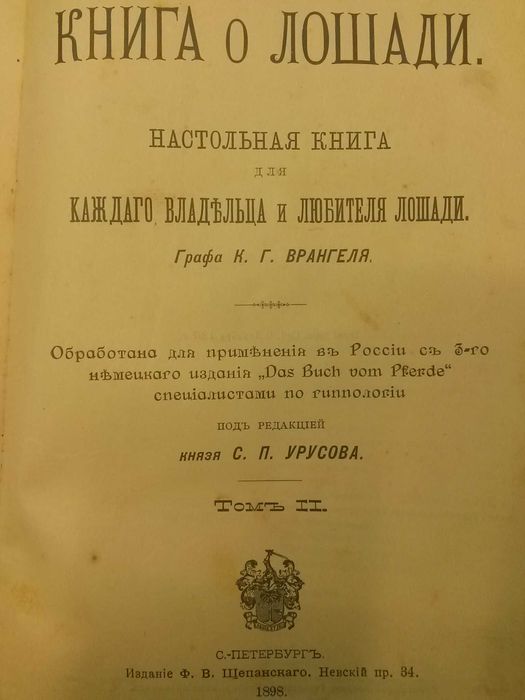 КНИГА О ЛОШАДИ.
НАСТОЛЬНАЯ КНИГА
ДЛЯ
КАЖДАГО ВЛАДѢЛЬЦА И ЛЮБИТЕЛЯ ЛОШАДИ.
Графа К. Г. ВРАНГЕЛЯ.
Обработана для примѣненія въ Россіи съ 3-го
нѣмецкаго изданія „Das Buch vom Pferde“
спеціалистами по гиппологіи
ПОДЪ РЕДАКЦІЕЙ
князя С. П. УРУСОВА.
Томъ II.
С.-ПЕТЕРБУРГЪ.
Изданіе Ф. В. Щепанскаго. Невскій пр. 34.
1898.